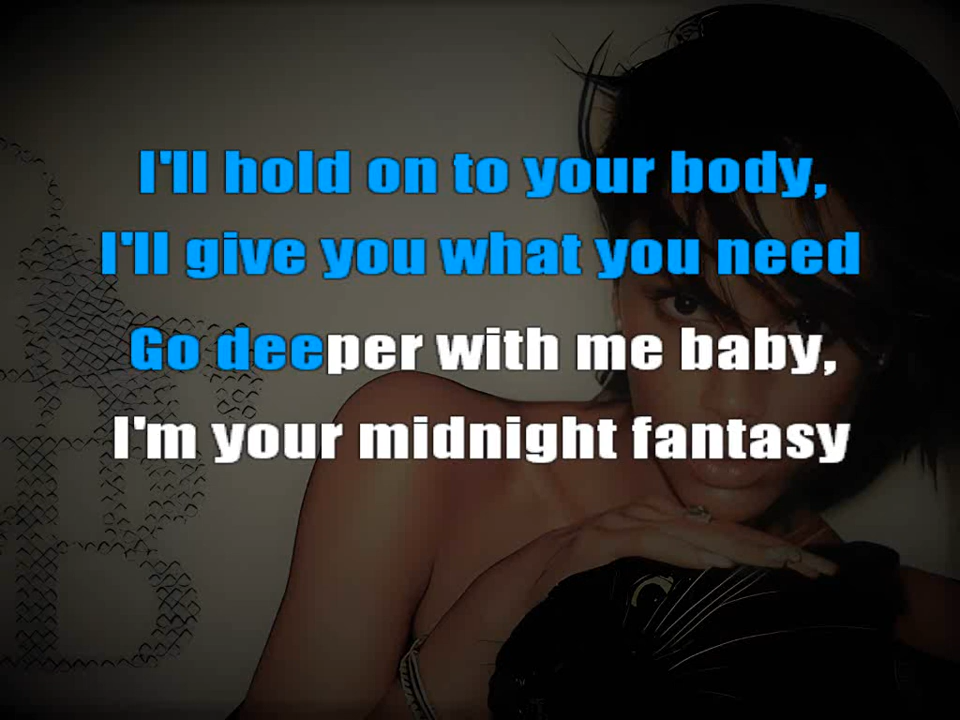 I'll hold on to your body,
I'll give you what you need
Go deeper with me baby,
I'm your midnight fantasy